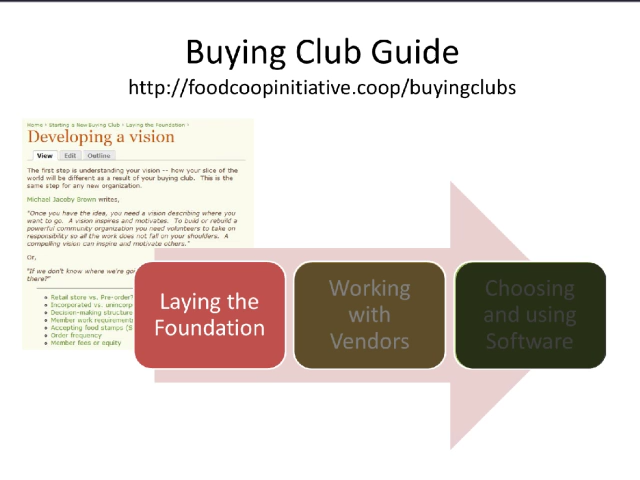 Buying Club Guide
http://foodcoopinitiative.coop/buyingclubs
Home › Starting a New Buying Club › Laying the Foundation ›
Developing a vision
View Edit Outline
The first step is understanding your vision -- how your slice of the
world will be different as a result of your buying club. This is the
same step for any new organization.
Michael Jacoby Brown writes,
"Once you have the idea, you need a vision describing where you
want to go. A vision inspires and motivates. To build or rebuild a
powerful community organization you need volunteers to take on
responsibility so all the work does not fall on your shoulders. A
compelling vision can inspire and motivate others."
Or,
"If we don't know where we're
there?"
Retail store vs. Pre-order?
Incorporated vs.
Decision-making structure
Member work
Accepting food stamps
Order frequency
Member fees or equity
Laying the
Foundation
Working
with
Vendors
Choosing
and using
Software